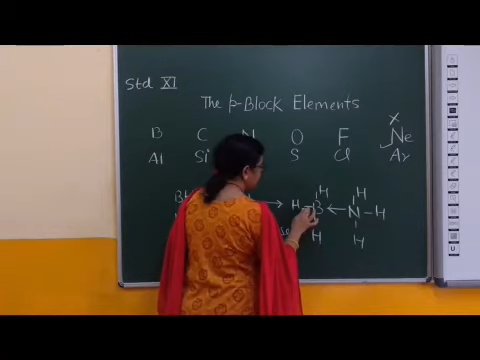 Std XI
The p-Block Elements
B C N O F Ne
Al Si S Cl Ar
H H
H B ← N - H
H H